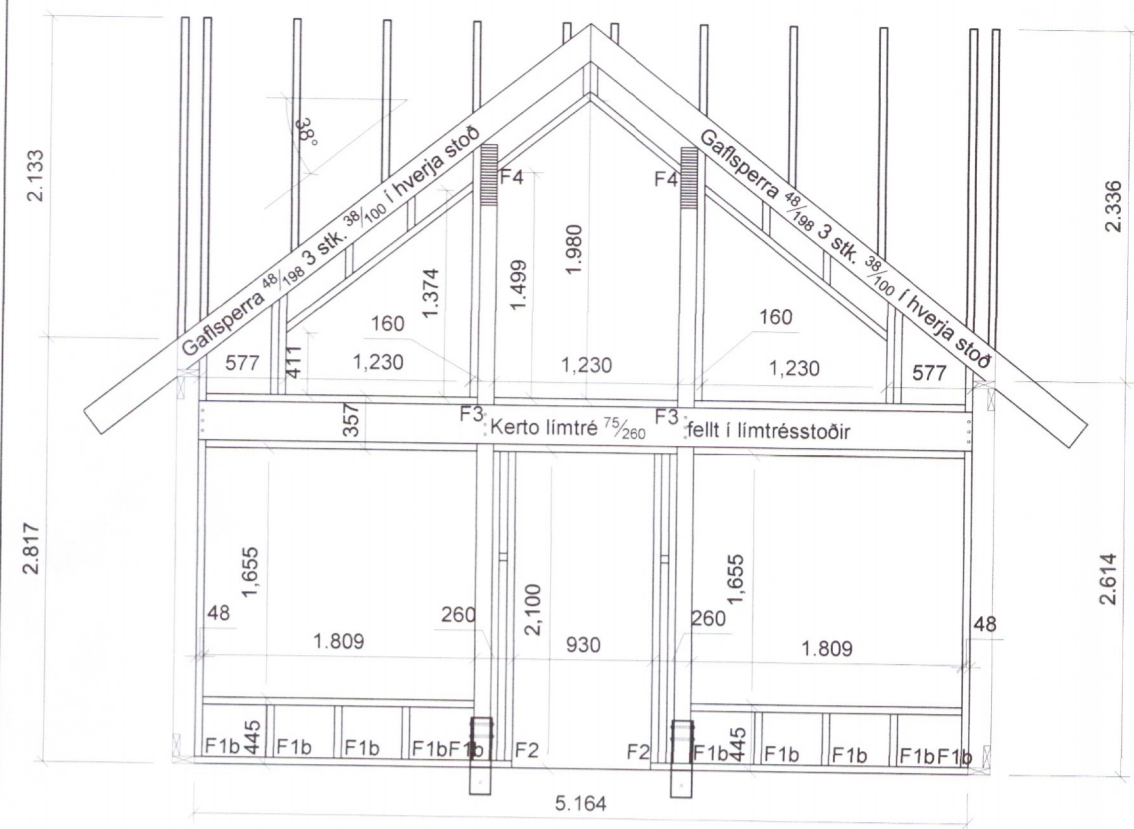 2.133
38°
Gaflsperra 48/198 3 stk. 38/100 í hverja stoð
Gaflsperra 48/198 3 stk. 38/100 í hverja stoð
2.336
F4
F4
1.374
1.499
1.980
160
160
577
411
1,230
1,230
1,230
577
357
F3
Kerto límtré 75/260
F3
fellt í límtrésstoðir
2.817
1,655
2,100
1,655
2.614
48
1.809
260
930
260
1.809
48
F1b
445
F1b
F1b
F1b
F1b
F2
F2
F1b
445
F1b
F1b
F1b
F1b
5.164